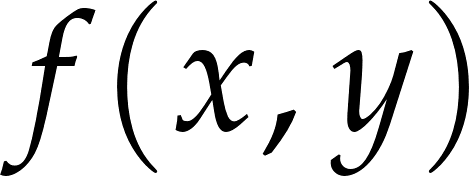 f(x, y)